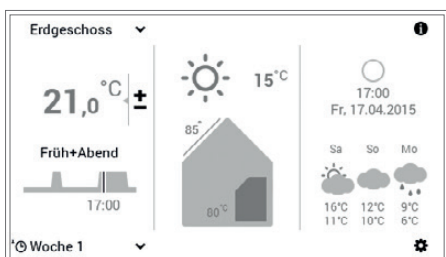 Erdgeschoss
21,0 °C ±
Früh+Abend
17:00
Woche 1
15°C
85°
80 °C
17:00
Fr, 17.04.2015
Sa So Mo
16°C 12°C 9°C
11°C 10°C 6°C